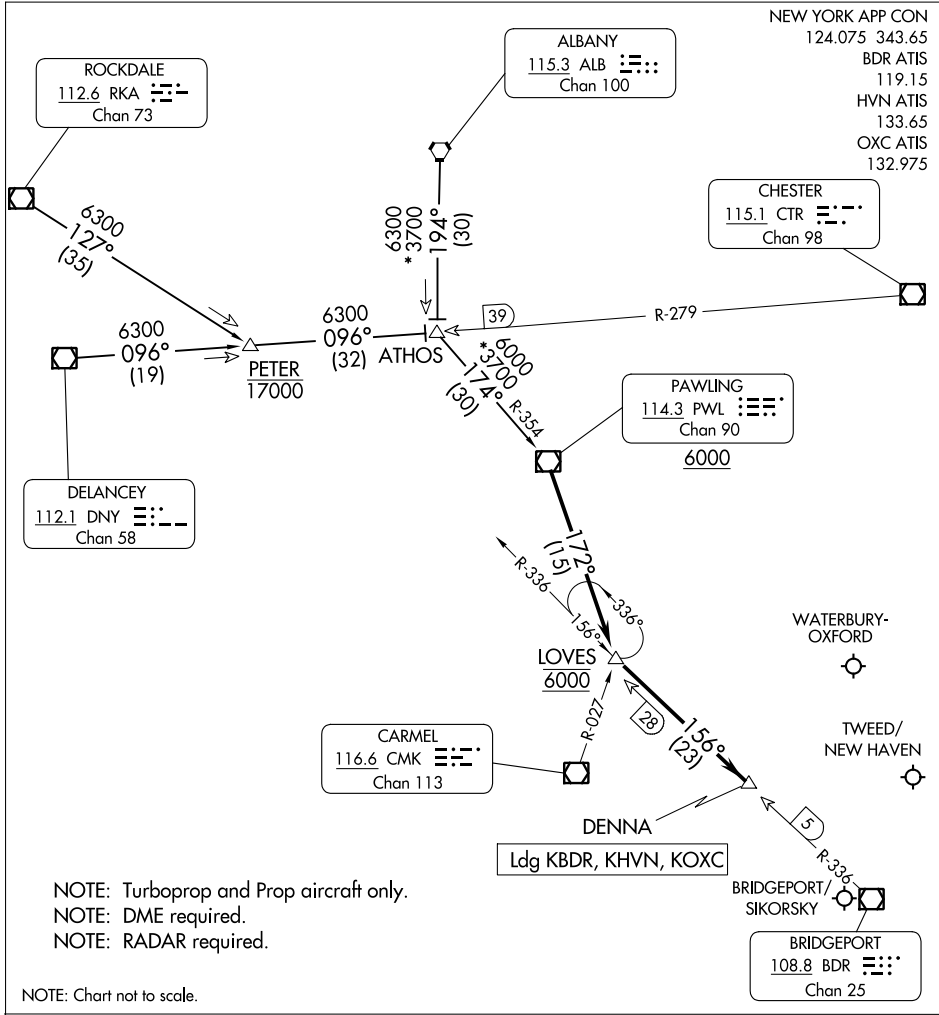 NEW YORK APP CON
124.075 343.65
BDR ATIS
119.15
HVN ATIS
133.65
OXC ATIS
132.975
ROCKDALE
112.6 RKA
Chan 73
ALBANY
115.3 ALB
Chan 100
CHESTER
115.1 CTR
Chan 98
6300
127°
(35)
6300
*3700
194°
(30)
39
R-279
6300
096°
(19)
PETER
17000
6300
096°
(32)
ATHOS
6000
*3700
174°
(30)
R-354
PAWLING
114.3 PWL
Chan 90
6000
DELANCEY
112.1 DNY
Chan 58
172°
(15)
R-336
156°
336°
LOVES
6000
R-027
28
156°
(23)
WATERBURY-
OXFORD
TWEED/
NEW HAVEN
CARMEL
116.6 CMK
Chan 113
DENNA
Ldg KBDR, KHVN, KOXC
5
R-336
BRIDGEPORT/
SIKORSKY
BRIDGEPORT
108.8 BDR
Chan 25
NOTE: Turboprop and Prop aircraft only.
NOTE: DME required.
NOTE: RADAR required.
NOTE: Chart not to scale.